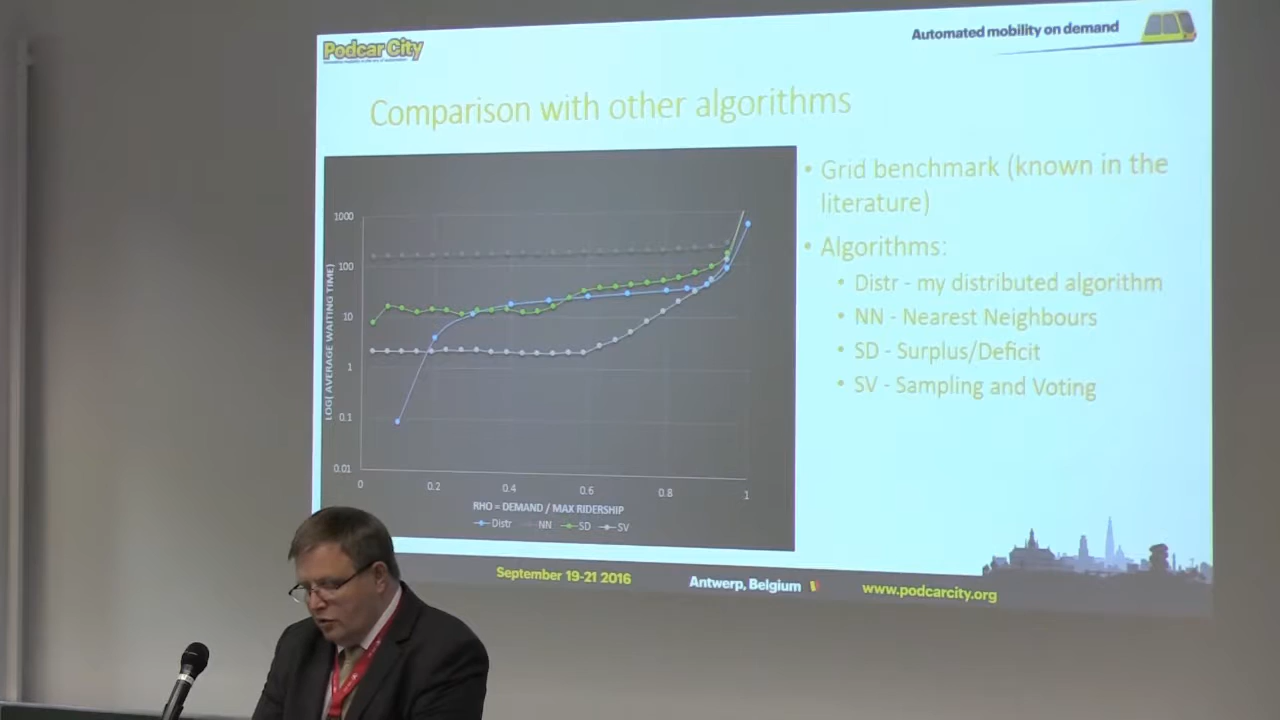 Podcar City
Automated mobility on demand
Comparison with other algorithms
1000
100
10
1
0.1
0.01
LOG( AVERAGE WAITING TIME)
0
0.2
0.4
0.6
0.8
1
RHO = DEMAND / MAX RIDERSHIP
Distr NN SD SV
• Grid benchmark (known in the
literature)
• Algorithms:
• Distr - my distributed algorithm
• NN - Nearest Neighbours
• SD - Surplus/Deficit
• SV - Sampling and Voting
September 19-21 2016
Antwerp, Belgium
www.podcarcity.org